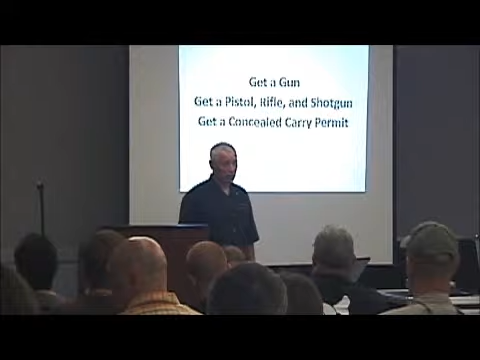 Get a Gun
Get a Pistol, Rifle, and Shotgun
Get a Concealed Carry Permit